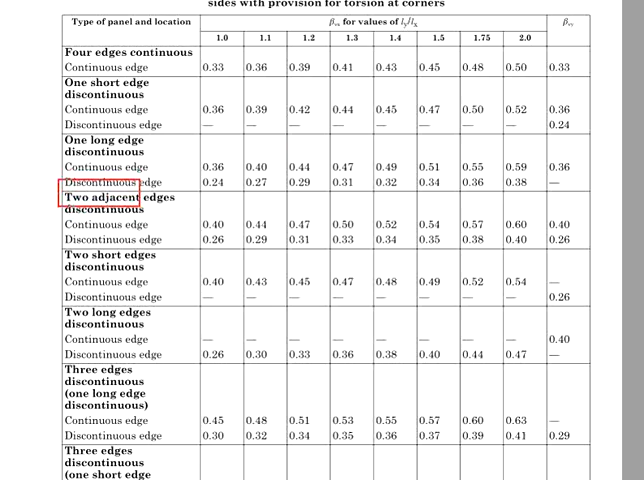 sides with provision for torsion at corners
Type of panel and location βvx for values of ly/lx βvy
1.0 1.1 1.2 1.3 1.4 1.5 1.75 2.0
Four edges continuous
Continuous edge 0.33 0.36 0.39 0.41 0.43 0.45 0.48 0.50 0.33
One short edge
discontinuous
Continuous edge 0.36 0.39 0.42 0.44 0.45 0.47 0.50 0.52 0.36
Discontinuous edge — — — — — — — — 0.24
One long edge
discontinuous
Continuous edge 0.36 0.40 0.44 0.47 0.49 0.51 0.55 0.59 0.36
Discontinuous edge 0.24 0.27 0.29 0.31 0.32 0.34 0.36 0.38 —
Two adjacent edges
discontinuous
Continuous edge 0.40 0.44 0.47 0.50 0.52 0.54 0.57 0.60 0.40
Discontinuous edge 0.26 0.29 0.31 0.33 0.34 0.35 0.38 0.40 0.26
Two short edges
discontinuous
Continuous edge 0.40 0.43 0.45 0.47 0.48 0.49 0.52 0.54 —
Discontinuous edge — — — — — — — — 0.26
Two long edges
discontinuous
Continuous edge — — — — — — — — 0.40
Discontinuous edge 0.26 0.30 0.33 0.36 0.38 0.40 0.44 0.47 —
Three edges
discontinuous
(one long edge
discontinuous)
Continuous edge 0.45 0.48 0.51 0.53 0.55 0.57 0.60 0.63 —
Discontinuous edge 0.30 0.32 0.34 0.35 0.36 0.37 0.39 0.41 0.29
Three edges
discontinuous
(one short edge